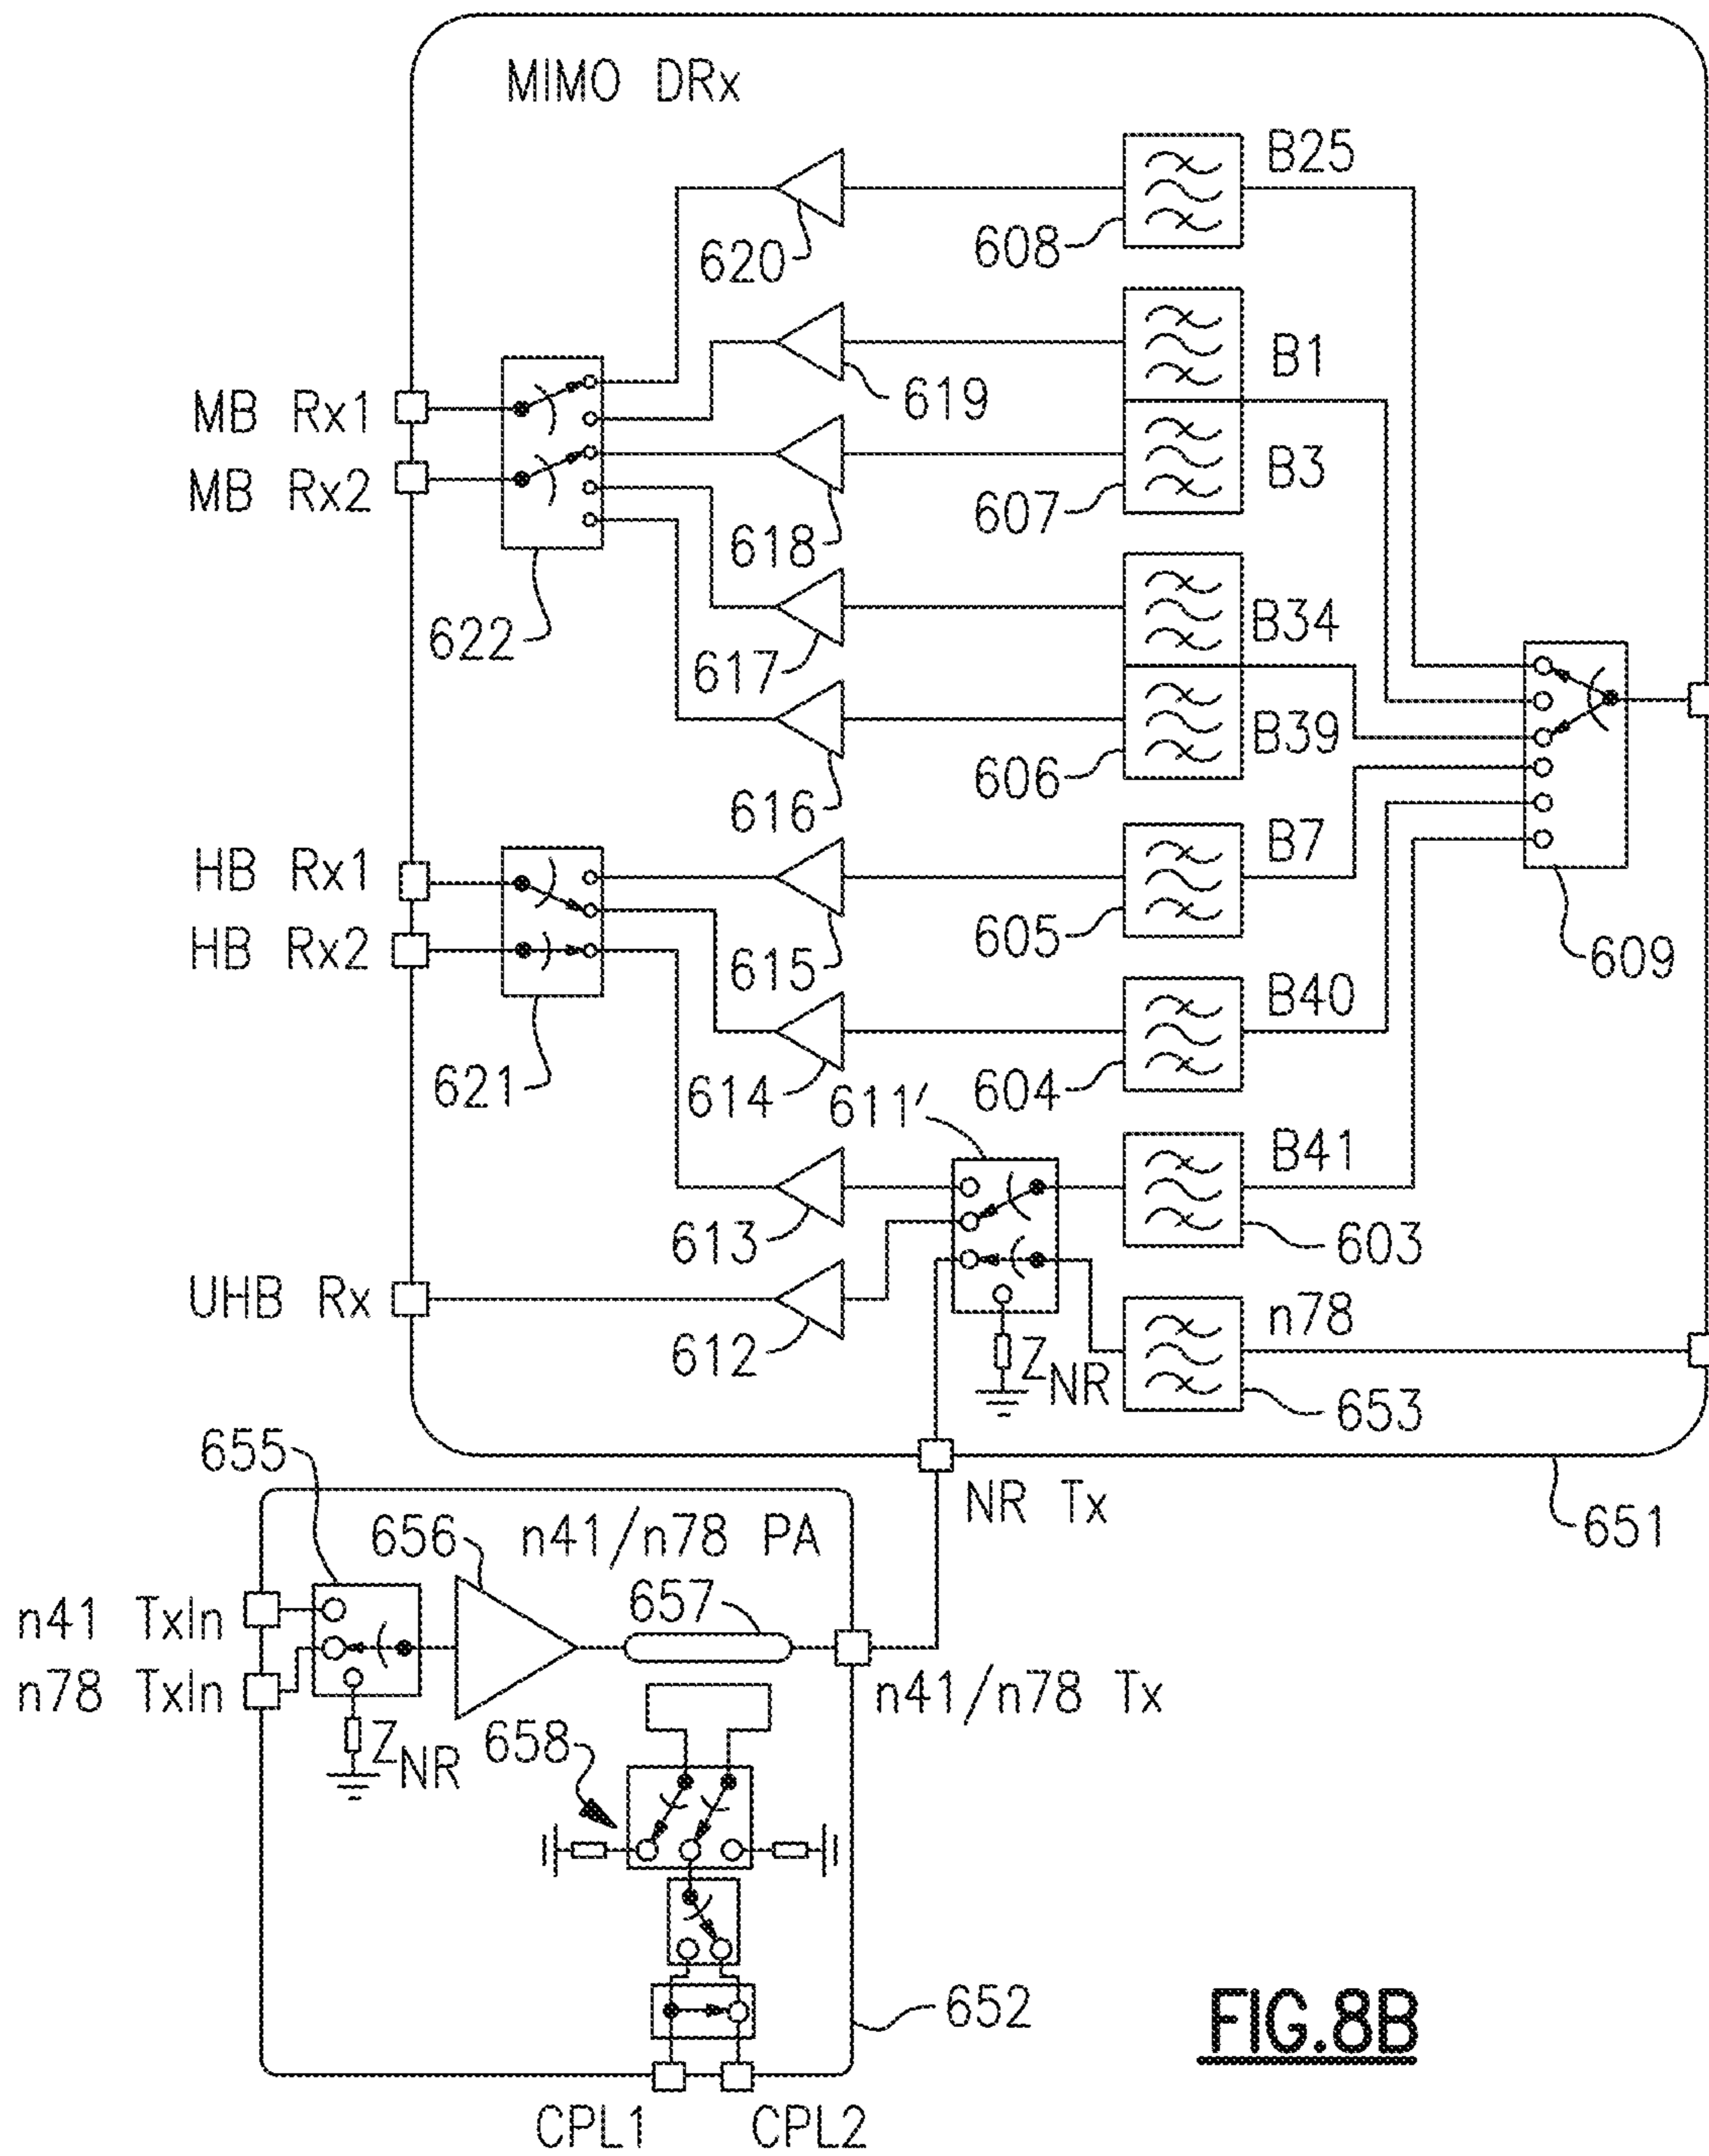 MIMO DRx
B25
620
608
B1
MB Rx1
619
B3
MB Rx2
607
618
B34
622
617
B39
606
616
B7
HB Rx1
605
609
HB Rx2
615
B40
621
614
604
611'
B41
613
603
UHB Rx
n78
612
ZNR
653
655
NR Tx
651
656
n41/n78 PA
657
n41 TxIn
n78 TxIn
n41/n78 Tx
658
ZNR
652
FIG.8B
CPL1
CPL2